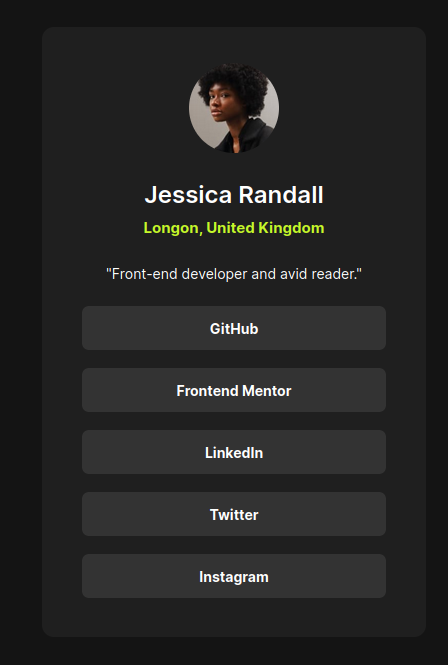 Jessica Randall
Longon, United Kingdom
"Front-end developer and avid reader."
GitHub
Frontend Mentor
LinkedIn
Twitter
Instagram